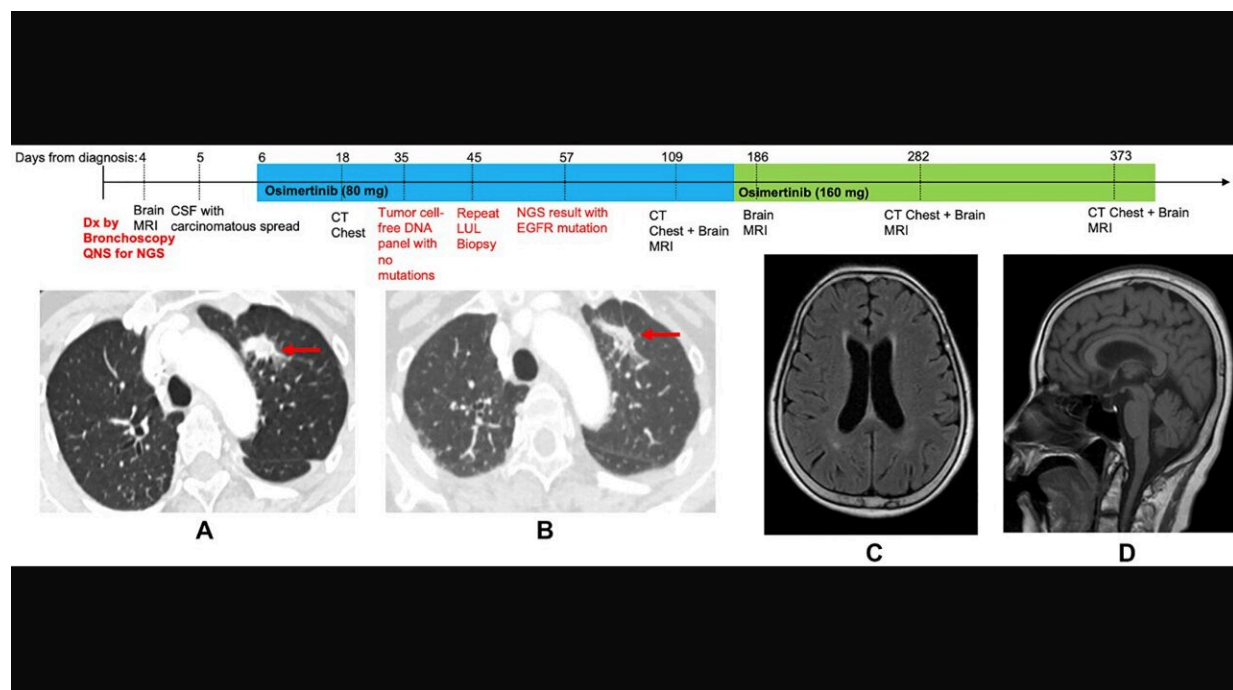 Days from diagnosis: 4 5 6 18 35 45 57 109 186 282 373
Osimertinib (80 mg)
Osimertinib (160 mg)
Dx by
Bronchoscopy
QNS for NGS
Brain
MRI
CSF with
carcinomatous spread
CT
Chest
Tumor cell-
free DNA
panel with
no
mutations
Repeat
LUL
Biopsy
NGS result with
EGFR mutation
CT
Chest + Brain
MRI
Brain
MRI
CT Chest + Brain
MRI
CT Chest + Brain
MRI
A
B
C
D